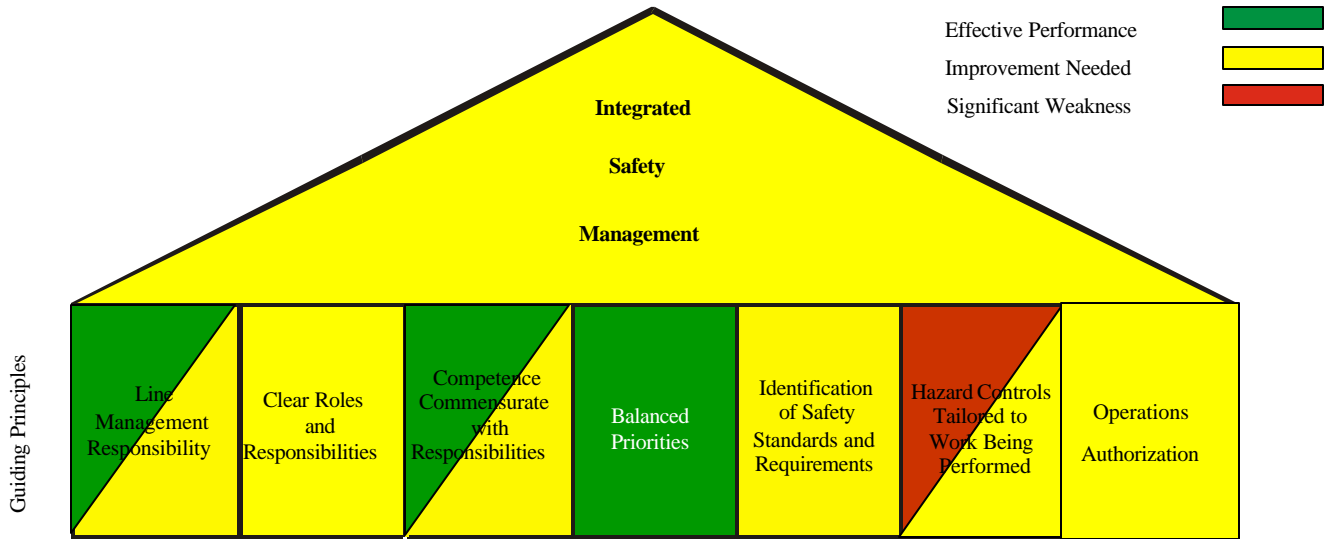 Effective Performance
Improvement Needed
Significant Weakness
Integrated
Safety
Management
Guiding Principles
Line
Management
Responsibility
Clear Roles
and
Responsibilities
Competence
Commensurate
with
Responsibilities
Balanced
Priorities
Identification
of Safety
Standards and
Requirements
Hazard Controls
Tailored to
Work Being
Performed
Operations
Authorization